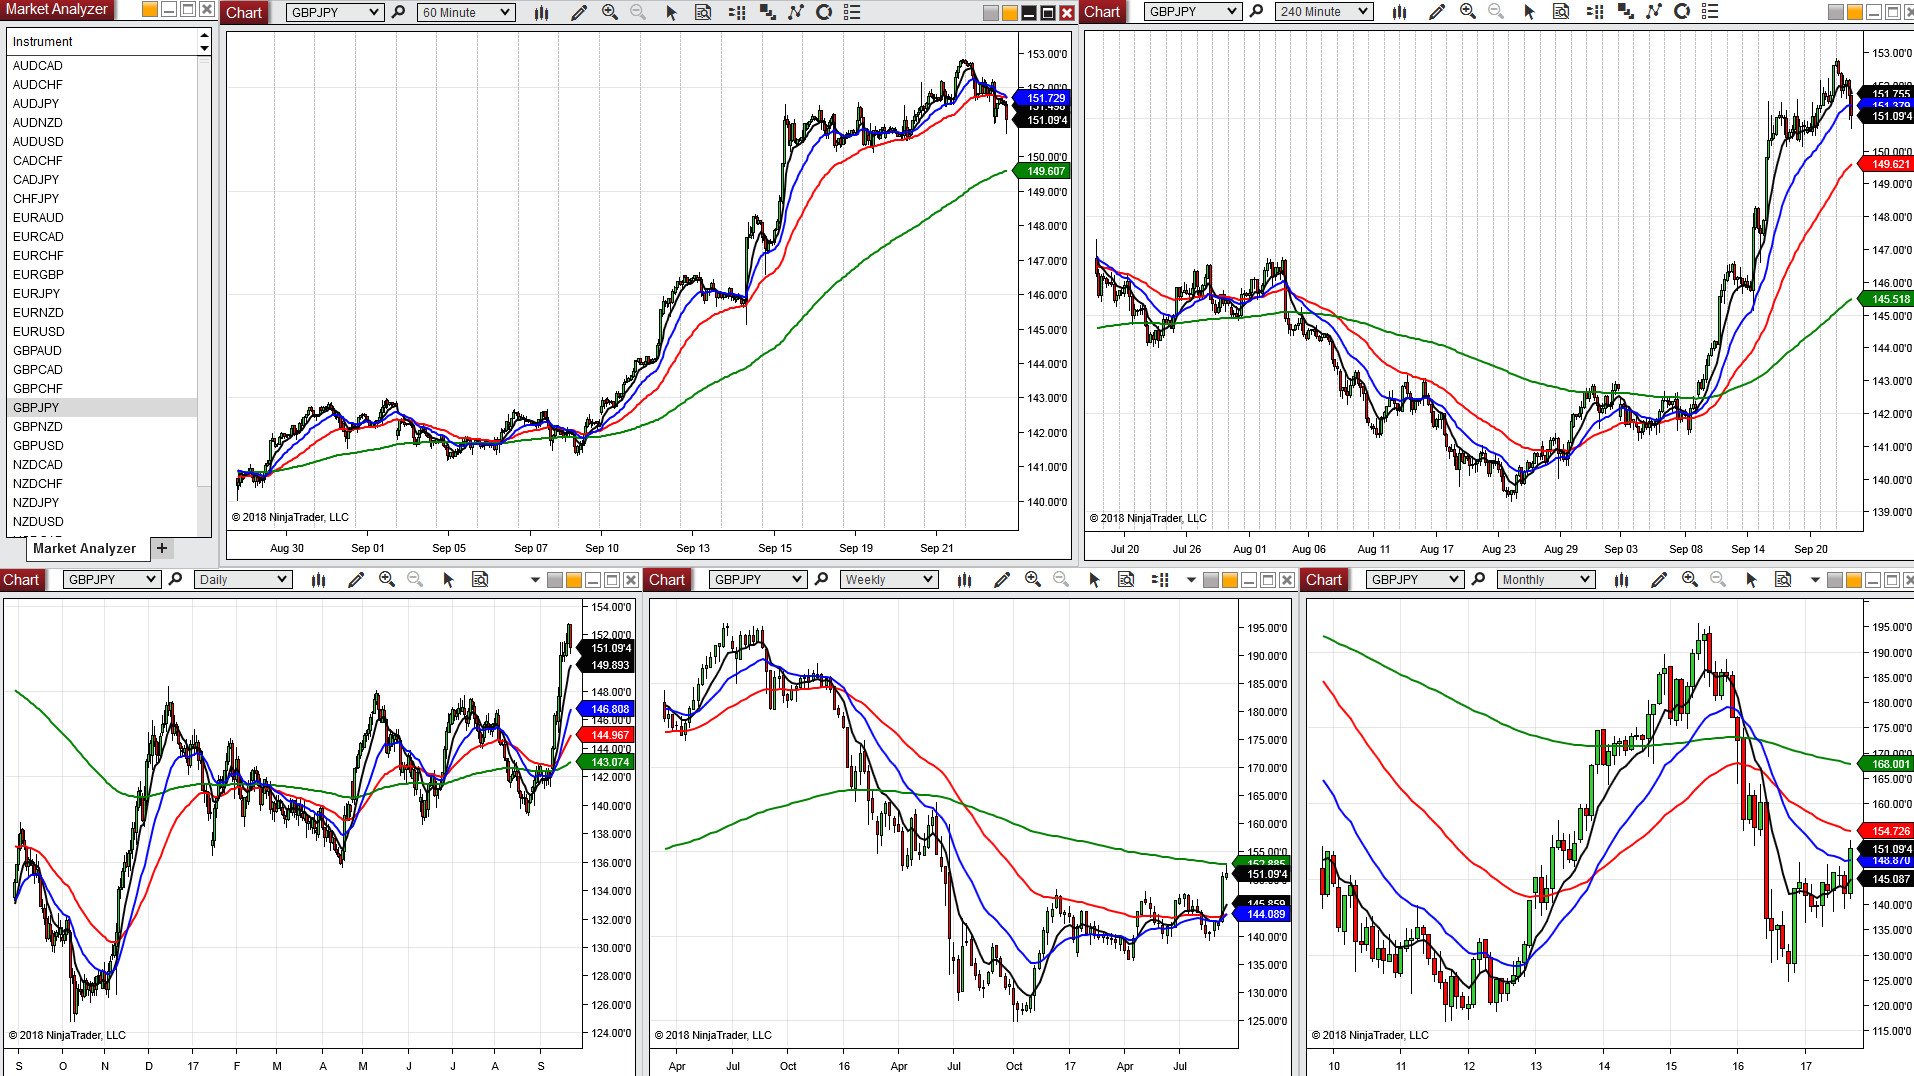 Market Analyzer
Instrument
AUDCAD
AUDCHF
AUDJPY
AUDNZD
AUDUSD
CADCHF
CADJPY
CHFJPY
EURAUD
EURCAD
EURCHF
EURGBP
EURJPY
EURNZD
EURUSD
GBPAUD
GBPCAD
GBPCHF
GBPJPY
GBPNZD
GBPUSD
NZDCAD
NZDCHF
NZDJPY
NZDUSD
Market Analyzer +
Chart GBPJPY 60 Minute
153.00'0
151.729
151.09'4
150.00'0
149.607
149.00'0
148.00'0
147.00'0
146.00'0
145.00'0
144.00'0
143.00'0
142.00'0
141.00'0
140.00'0
© 2018 NinjaTrader, LLC
Aug 30 Sep 01 Sep 05 Sep 07 Sep 10 Sep 13 Sep 15 Sep 19 Sep 21
Chart GBPJPY 240 Minute
153.00'0
151.755
151.09'4
150.00'0
149.621
149.00'0
148.00'0
147.00'0
146.00'0
145.518
145.00'0
144.00'0
143.00'0
142.00'0
141.00'0
140.00'0
139.00'0
© 2018 NinjaTrader, LLC
Jul 20 Jul 26 Aug 01 Aug 06 Aug 11 Aug 17 Aug 23 Aug 29 Sep 03 Sep 08 Sep 14 Sep 20
Chart GBPJPY Daily
154.00'0
152.00'0
151.09'4
149.893
148.00'0
146.808
146.00'0
144.967
144.00'0
143.074
142.00'0
140.00'0
138.00'0
136.00'0
134.00'0
132.00'0
130.00'0
128.00'0
126.00'0
124.00'0
© 2018 NinjaTrader, LLC
S O N D 17 F M A M J J A S
Chart GBPJPY Weekly
195.00'0
190.00'0
185.00'0
180.00'0
175.00'0
170.00'0
165.00'0
160.00'0
155.00'0
152.885
151.09'4
145.859
144.089
140.00'0
135.00'0
130.00'0
125.00'0
© 2018 NinjaTrader, LLC
Apr Jul Oct 16 Apr Jul Oct 17 Apr Jul
Chart GBPJPY Monthly
195.00'0
190.00'0
185.00'0
180.00'0
175.00'0
170.00'0
168.001
165.00'0
160.00'0
154.726
151.09'4
148.870
145.087
140.00'0
135.00'0
130.00'0
125.00'0
120.00'0
115.00'0
© 2018 NinjaTrader, LLC
10 11 12 13 14 15 16 17